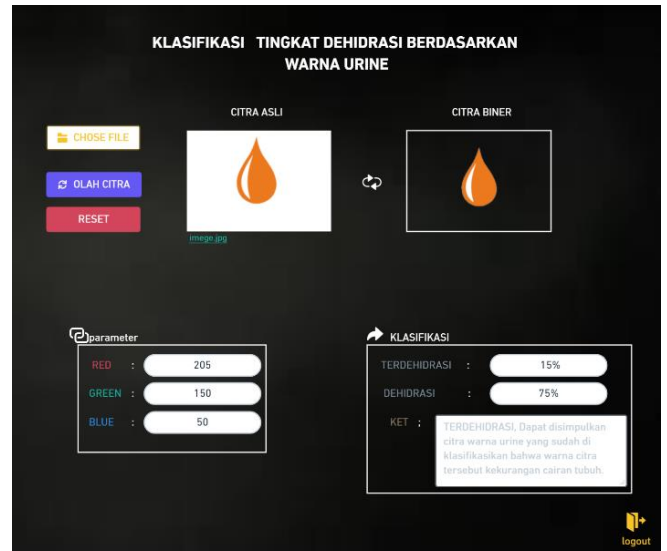 KLASIFIKASI TINGKAT DEHIDRASI BERDASARKAN
WARNA URINE
CITRA ASLI
CITRA BINER
CHOSE FILE
OLAH CITRA
RESET
imege.jpg
parameter
RED : 205
GREEN : 150
BLUE : 50
KLASIFIKASI
TERDEHIDRASI : 15%
DEHIDRASI : 75%
KET ;
TERDEHIDRASI, Dapat disimpulkan
citra warna urine yang sudah di
klasifikasikan bahwa warna citra
tersebut kekurangan cairan tubuh.
logout